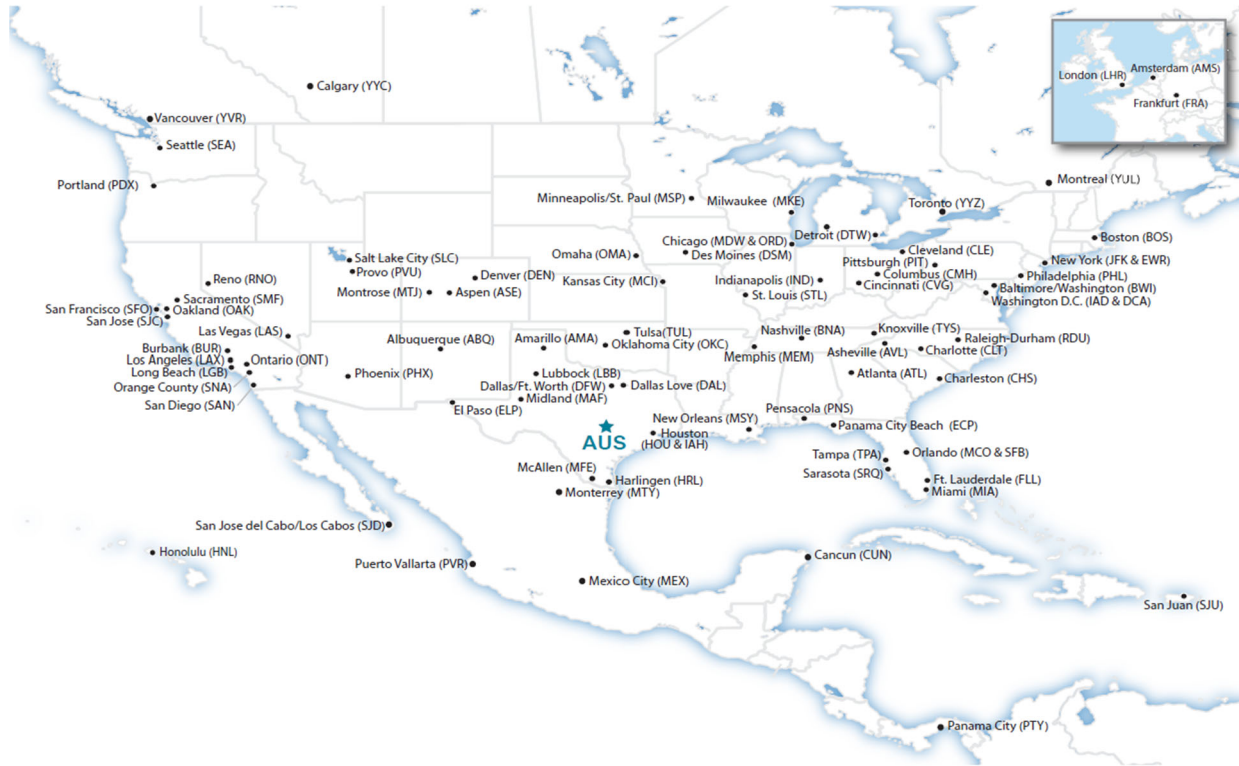 London (LHR)
Amsterdam (AMS)
Frankfurt (FRA)
Calgary (YYC)
Vancouver (YVR)
Seattle (SEA)
Portland (PDX)
Montreal (YUL)
Minneapolis/St. Paul (MSP)
Milwaukee (MKE)
Toronto (YYZ)
Detroit (DTW)
Boston (BOS)
Chicago (MDW & ORD)
Des Moines (DSM)
Omaha (OMA)
Cleveland (CLE)
Pittsburgh (PIT)
New York (JFK & EWR)
Salt Lake City (SLC)
Provo (PVU)
Denver (DEN)
Reno (RNO)
Montrose (MTJ)
Aspen (ASE)
Kansas City (MCI)
Indianapolis (IND)
St. Louis (STL)
Columbus (CMH)
Cincinnati (CVG)
Philadelphia (PHL)
Baltimore/Washington (BWI)
Washington D.C. (IAD & DCA)
Sacramento (SMF)
San Francisco (SFO)
Oakland (OAK)
San Jose (SJC)
Las Vegas (LAS)
Albuquerque (ABQ)
Amarillo (AMA)
Tulsa(TUL)
Oklahoma City (OKC)
Nashville (BNA)
Memphis (MEM)
Knoxville (TYS)
Raleigh-Durham (RDU)
Asheville (AVL)
Charlotte (CLT)
Burbank (BUR)
Los Angeles (LAX)
Ontario (ONT)
Long Beach (LGB)
Orange County (SNA)
San Diego (SAN)
Phoenix (PHX)
Lubbock (LBB)
Dallas/Ft. Worth (DFW)
Dallas Love (DAL)
Midland (MAF)
Atlanta (ATL)
Charleston (CHS)
El Paso (ELP)
AUS
New Orleans (MSY)
Houston
(HOU & IAH)
Pensacola (PNS)
Panama City Beach (ECP)
Tampa (TPA)
Orlando (MCO & SFB)
Sarasota (SRQ)
Ft. Lauderdale (FLL)
Miami (MIA)
McAllen (MFE)
Harlingen (HRL)
Monterrey (MTY)
San Jose del Cabo/Los Cabos (SJD)
Honolulu (HNL)
Puerto Vallarta (PVR)
Mexico City (MEX)
Cancun (CUN)
San Juan (SJU)
Panama City (PTY)